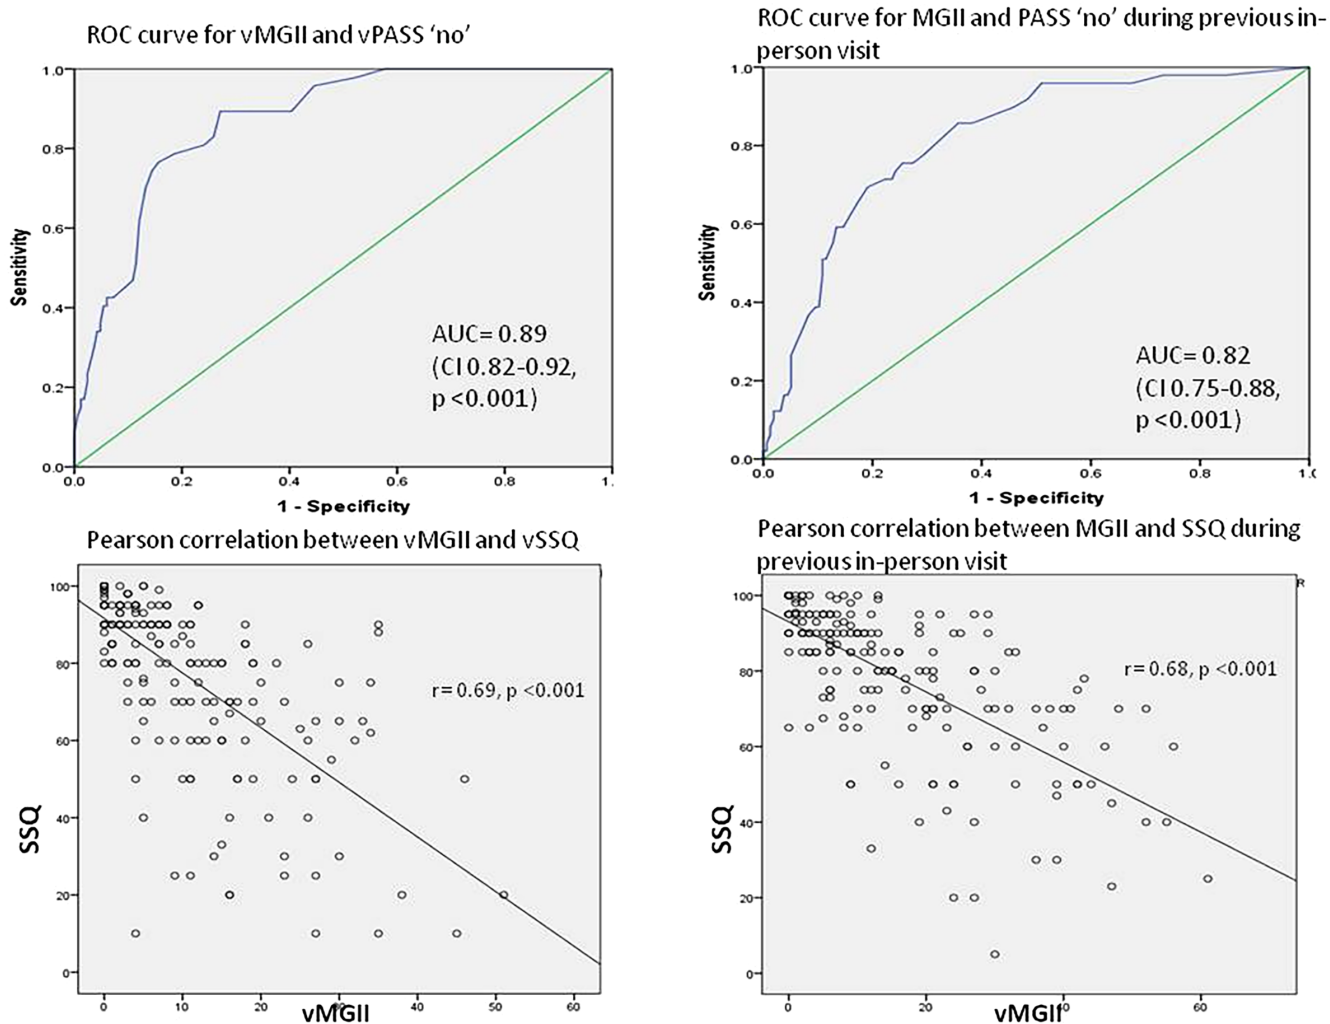 ROC curve for vMGII and vPASS ‘no’
1.0
0.8
0.6
0.4
0.2
0.0
Sensitivity
0.0 0.2 0.4 0.6 0.8 1.
1 - Specificity
AUC= 0.89
(CI 0.82-0.92,
p <0.001)
ROC curve for MGII and PASS ‘no’ during previous in-
person visit
1.0
0.8
0.6
0.4
0.2
0.0
Sensitivity
0.0 0.2 0.4 0.6 0.8 1.0
1 - Specificity
AUC= 0.82
(CI 0.75-0.88,
p <0.001)
Pearson correlation between vMGII and vSSQ
100
80
60
40
20
0
SSQ
0 10 20 30 40 50 60
vMGII
r= 0.69, p <0.001
Pearson correlation between MGII and SSQ during
previous in-person visit
R
100
80
60
40
20
0
SSQ
0 20 40 60
vMGII
r= 0.68, p <0.001